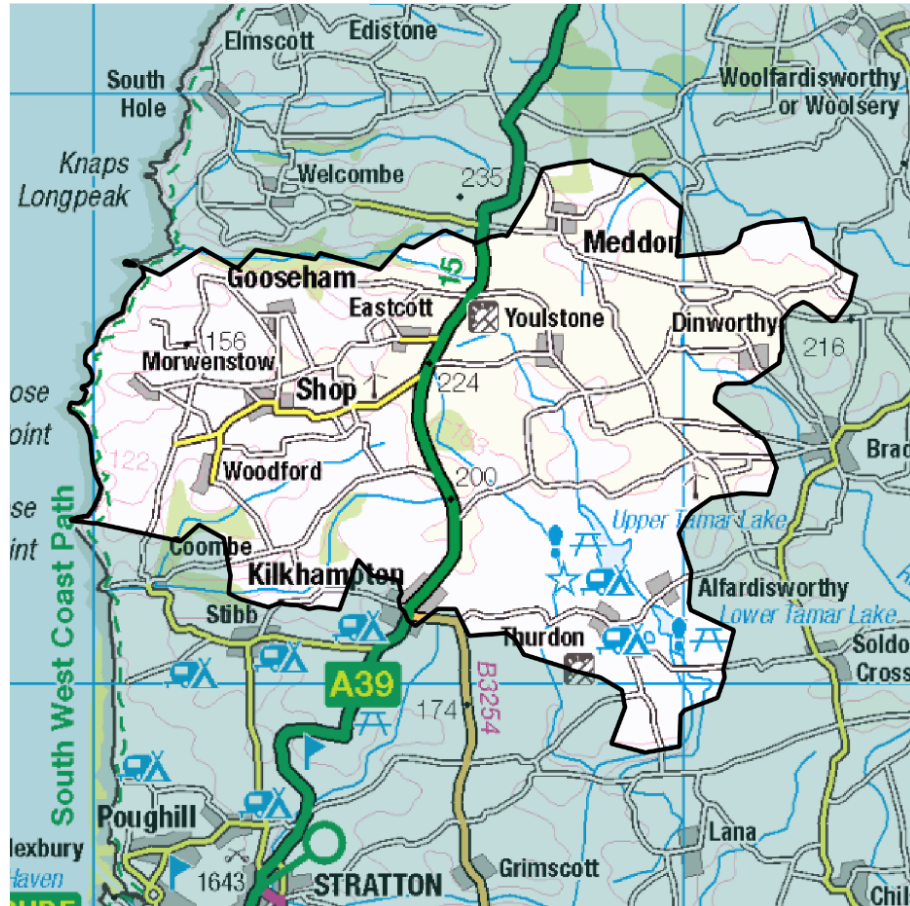 Elmscott
Edistone
South
Hole
Woolfardisworthy
or Woolsery
Knaps
Longpeak
Welcombe
235
Meddon
Gooseham
15
Eastcott
Youlstone
Dinworthy
156
216
Morwenstow
Shop
224
ose
oint
Brad
122
Woodford
200
se
int
Upper Tamar Lake
Coombe
Kilkhampton
Alfardisworthy
Stibb
Lower Tamar Lake
Thurdon
Soldo
Cross
South West Coast Path
A39
174
B3254
Poughill
lexbury
Haven
1643
STRATTON
Lana
Grimscott
Chil